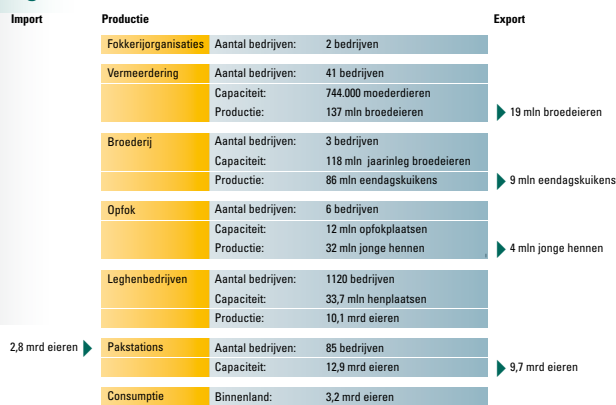 Import Productie Export
Fokkerijorganisaties Aantal bedrijven: 2 bedrijven
Vermeerdering Aantal bedrijven: 41 bedrijven
Capaciteit: 744.000 moederdieren
Productie: 137 mln broedeieren 19 mln broedeieren
Broederij Aantal bedrijven: 3 bedrijven
Capaciteit: 118 mln jaarinleg broedeieren
Productie: 86 mln eendagskuikens 9 mln eendagskuikens
Opfok Aantal bedrijven: 6 bedrijven
Capaciteit: 12 mln opfokplaatsen
Productie: 32 mln jonge hennen 4 mln jonge hennen
Leghenbedrijven Aantal bedrijven: 1120 bedrijven
Capaciteit: 33,7 mln henplaatsen
Productie: 10,1 mrd eieren
2,8 mrd eieren Pakstations Aantal bedrijven: 85 bedrijven
Capaciteit: 12,9 mrd eieren 9,7 mrd eieren
Consumptie Binnenland: 3,2 mrd eieren